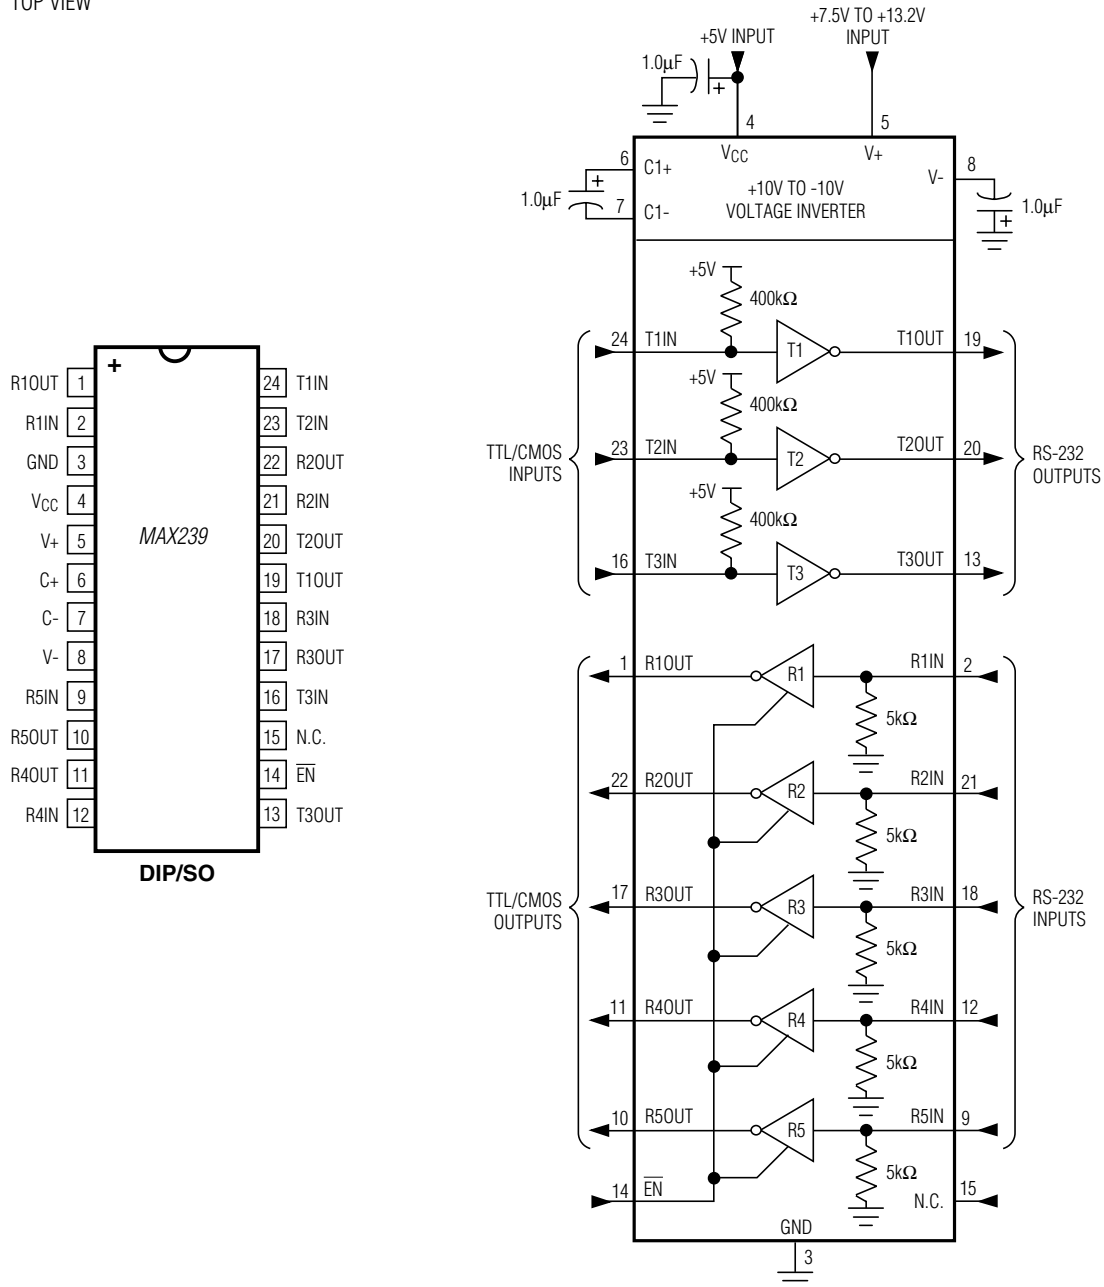 TOP VIEW
+
R1OUT 1
R1IN 2
GND 3
VCC 4
V+ 5
C+ 6
C- 7
V- 8
R5IN 9
R5OUT 10
R4OUT 11
R4IN 12
MAX239
24 T1IN
23 T2IN
22 R2OUT
21 R2IN
20 T2OUT
19 T1OUT
18 R3IN
17 R3OUT
16 T3IN
15 N.C.
14 EN
13 T3OUT
DIP/SO
+7.5V TO +13.2V
INPUT
+5V INPUT
1.0µF
+
4
5
VCC
V+
6 C1+
+
1.0µF
7 C1-
+10V TO -10V
VOLTAGE INVERTER
V- 8
1.0µF
+
+5V
400kΩ
24 T1IN T1 T1OUT 19
+5V
400kΩ
23 T2IN T2 T2OUT 20
+5V
400kΩ
16 T3IN T3 T3OUT 13
TTL/CMOS
INPUTS
RS-232
OUTPUTS
1 R1OUT R1 R1IN 2
5kΩ
22 R2OUT R2 R2IN 21
5kΩ
17 R3OUT R3 R3IN 18
5kΩ
TTL/CMOS
OUTPUTS
RS-232
INPUTS
11 R4OUT R4 R4IN 12
5kΩ
10 R5OUT R5 R5IN 9
5kΩ
14 EN
N.C. 15
GND
3